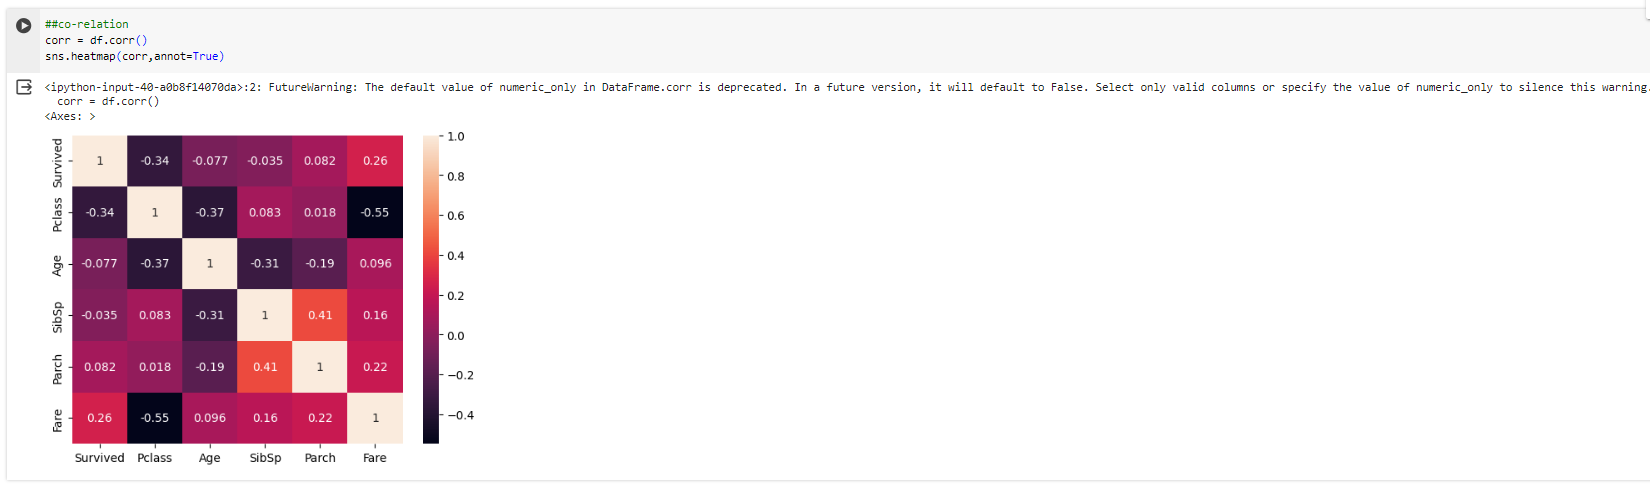 ##co-relation
corr = df.corr()
sns.heatmap(corr,annot=True)
<ipython-input-40-a0b8f14070da>:2: FutureWarning: The default value of numeric_only in DataFrame.corr is deprecated. In a future version, it will default to False. Select only valid columns or specify the value of numeric_only to silence this warning.
corr = df.corr()
<Axes: >
Survived 1 -0.34 -0.077 -0.035 0.082 0.26
Pclass -0.34 1 -0.37 0.083 0.018 -0.55
Age -0.077 -0.37 1 -0.31 -0.19 0.096
SibSp -0.035 0.083 -0.31 1 0.41 0.16
Parch 0.082 0.018 -0.19 0.41 1 0.22
Fare 0.26 -0.55 0.096 0.16 0.22 1
Survived Pclass Age SibSp Parch Fare
1.0
0.8
0.6
0.4
0.2
0.0
−0.2
−0.4